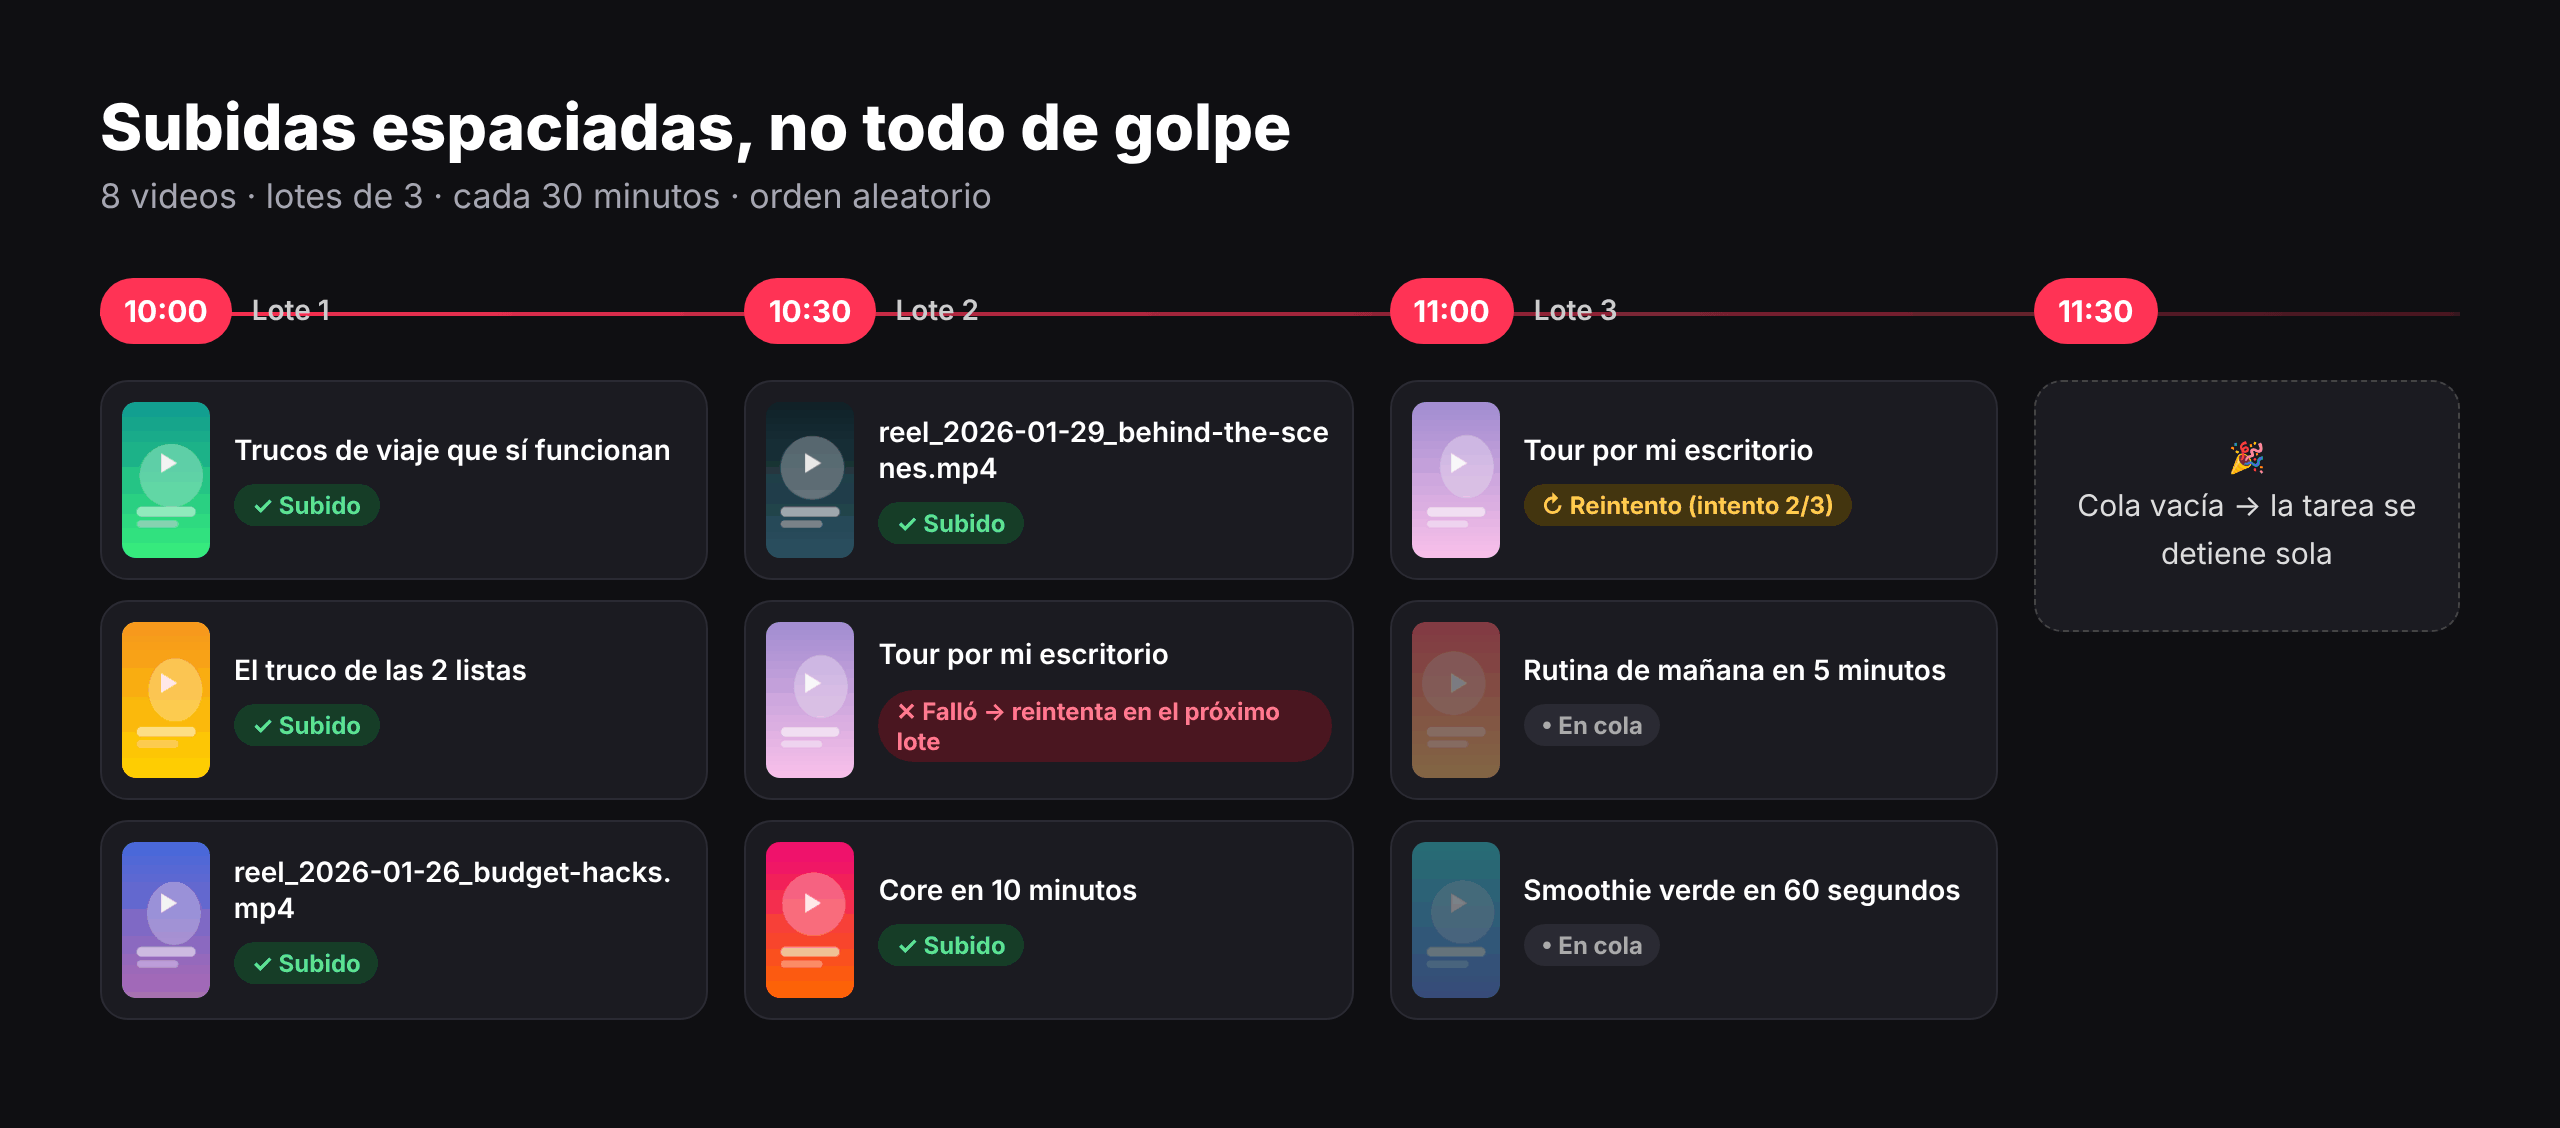 Subidas espaciadas, no todo de golpe
8 videos · lotes de 3 · cada 30 minutos · orden aleatorio
10:00 Lote 1
Trucos de viaje que sí funcionan
✓ Subido
El truco de las 2 listas
✓ Subido
reel_2026-01-26_budget-hacks.
mp4
✓ Subido
10:30 Lote 2
reel_2026-01-29_behind-the-sce
nes.mp4
✓ Subido
Tour por mi escritorio
✕ Falló → reintenta en el próximo
lote
Core en 10 minutos
✓ Subido
11:00 Lote 3
Tour por mi escritorio
↻ Reintento (intento 2/3)
Rutina de mañana en 5 minutos
• En cola
Smoothie verde en 60 segundos
• En cola
11:30
🎉
Cola vacía → la tarea se
detiene sola